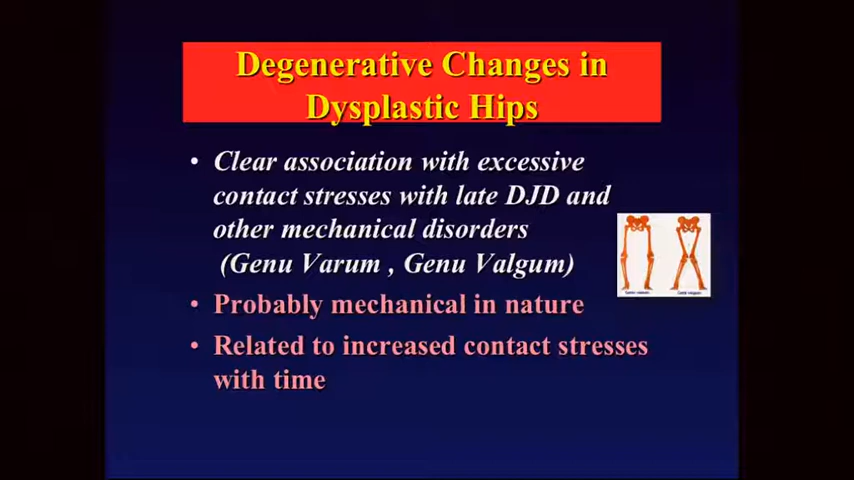 Degenerative Changes in
Dysplastic Hips
• Clear association with excessive
contact stresses with late DJD and
other mechanical disorders
(Genu Varum , Genu Valgum)
• Probably mechanical in nature
• Related to increased contact stresses
with time